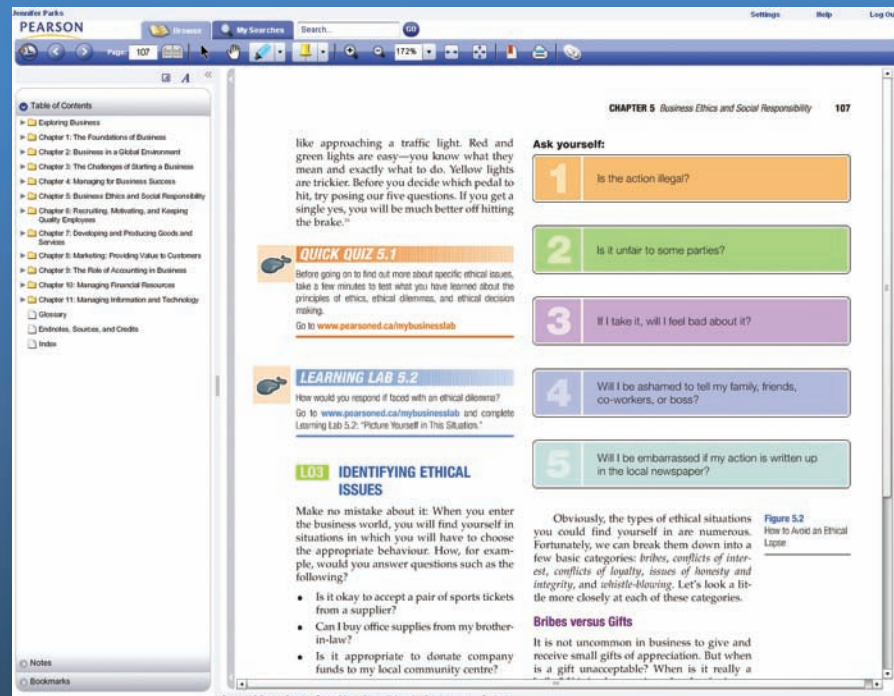 Jennifer Parks
Settings
Help
Log Ou
PEARSON
Browse
My Searches
Search...
GO
Page:
107
172%
Table of Contents
Exploring Business
Chapter 1: The Foundations of Business
Chapter 2: Business in a Global Environment
Chapter 3: The Challenges of Starting a Business
Chapter 4: Managing for Business Success
Chapter 5: Business Ethics and Social Responsibility
Chapter 6: Recruiting, Motivating, and Keeping
Quality Employees
Chapter 7: Developing and Producing Goods and
Services
Chapter 8: Marketing: Providing Value to Customers
Chapter 9: The Role of Accounting in Business
Chapter 10: Managing Financial Resources
Chapter 11: Managing Information and Technology
Glossary
Endnotes, Sources, and Credits
Index
Notes
Bookmarks
CHAPTER 5 Business Ethics and Social Responsibility 107
like approaching a traffic light. Red and
green lights are easy—you know what they
mean and exactly what to do. Yellow lights
are trickier. Before you decide which pedal to
hit, try posing our five questions. If you get a
single yes, you will be much better off hitting
the brake.
QUICK QUIZ 5.1
Before going on to find out more about specific ethical issues,
take a few minutes to test what you have learned about the
principles of ethics, ethical dilemmas, and ethical decision
making.
Go to www.pearsoned.ca/mybusinesslab
LEARNING LAB 5.2
How would you respond if faced with an ethical dilemma?
Go to www.pearsoned.ca/mybusinesslab and complete
Learning Lab 5.2: "Picture Yourself in This Situation."
LO3 IDENTIFYING ETHICAL
ISSUES
Make no mistake about it: When you enter
the business world, you will find yourself in
situations in which you will have to choose
the appropriate behaviour. How, for exam-
ple, would you answer questions such as the
following?
• Is it okay to accept a pair of sports tickets
from a supplier?
• Can I buy office supplies from my brother-
in-law?
• Is it appropriate to donate company
funds to my local community centre?
Ask yourself:
1 Is the action illegal?
2 Is it unfair to some parties?
3 If I take it, will I feel bad about it?
4 Will I be ashamed to tell my family, friends,
co-workers, or boss?
5 Will I be embarrassed if my action is written up
in the local newspaper?
Obviously, the types of ethical situations
you could find yourself in are numerous.
Fortunately, we can break them down into a
few basic categories: bribes, conflicts of inter-
est, conflicts of loyalty, issues of honesty and
integrity, and whistle-blowing. Let's look a lit-
tle more closely at each of these categories.
Figure 5.2
How to Avoid an Ethical
Lapse
Bribes versus Gifts
It is not uncommon in business to give and
receive small gifts of appreciation. But when
is a gift unacceptable? When is it really a